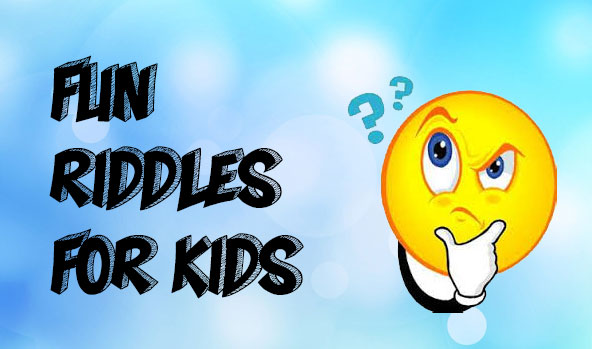 FUN
RIDDLES
FOR KIDS
? ?